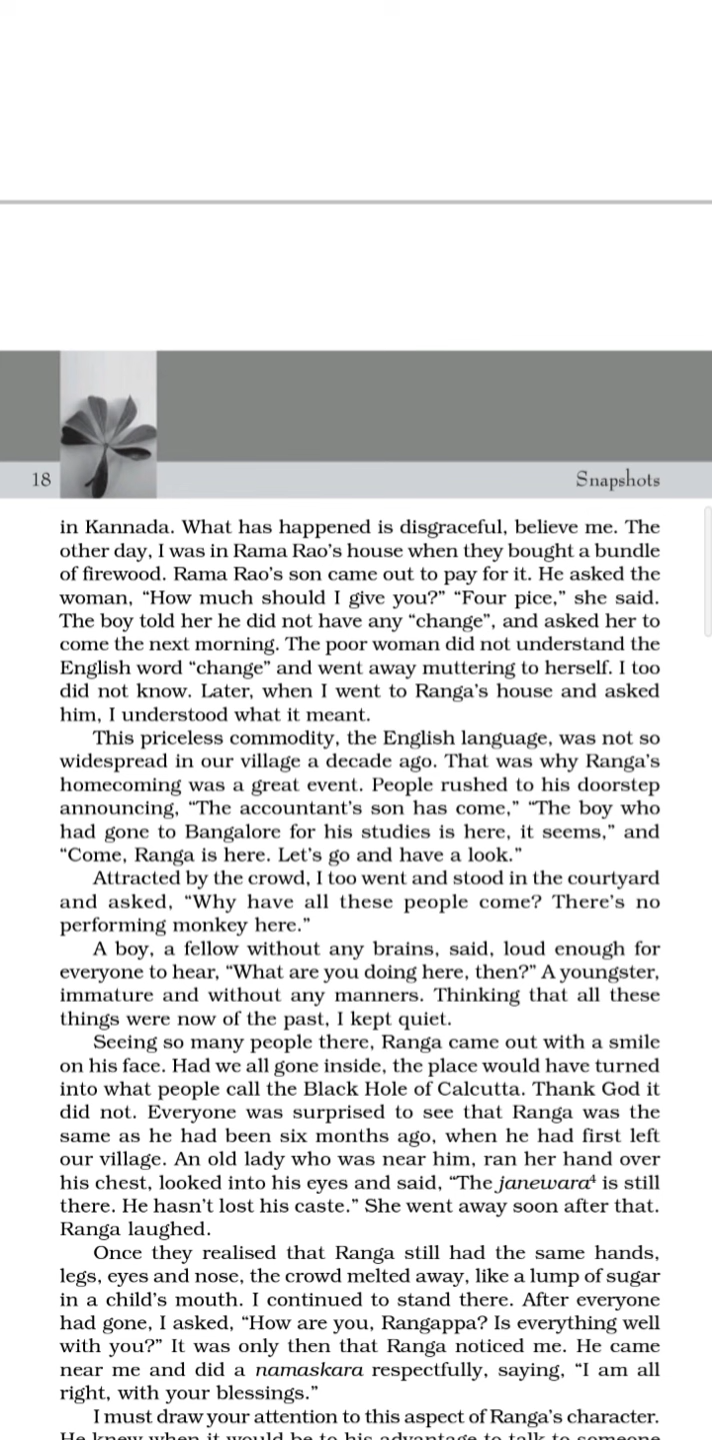 18
Snapshots
in Kannada. What has happened is disgraceful, believe me. The
other day, I was in Rama Rao’s house when they bought a bundle
of firewood. Rama Rao’s son came out to pay for it. He asked the
woman, “How much should I give you?” “Four pice,” she said.
The boy told her he did not have any “change”, and asked her to
come the next morning. The poor woman did not understand the
English word “change” and went away muttering to herself. I too
did not know. Later, when I went to Ranga’s house and asked
him, I understood what it meant.
This priceless commodity, the English language, was not so
widespread in our village a decade ago. That was why Ranga’s
homecoming was a great event. People rushed to his doorstep
announcing, “The accountant’s son has come,” “The boy who
had gone to Bangalore for his studies is here, it seems,” and
“Come, Ranga is here. Let’s go and have a look.”
Attracted by the crowd, I too went and stood in the courtyard
and asked, “Why have all these people come? There’s no
performing monkey here.”
A boy, a fellow without any brains, said, loud enough for
everyone to hear, “What are you doing here, then?” A youngster,
immature and without any manners. Thinking that all these
things were now of the past, I kept quiet.
Seeing so many people there, Ranga came out with a smile
on his face. Had we all gone inside, the place would have turned
into what people call the Black Hole of Calcutta. Thank God it
did not. Everyone was surprised to see that Ranga was the
same as he had been six months ago, when he had first left
our village. An old lady who was near him, ran her hand over
his chest, looked into his eyes and said, “The janewara⁴ is still
there. He hasn’t lost his caste.” She went away soon after that.
Ranga laughed.
Once they realised that Ranga still had the same hands,
legs, eyes and nose, the crowd melted away, like a lump of sugar
in a child’s mouth. I continued to stand there. After everyone
had gone, I asked, “How are you, Rangappa? Is everything well
with you?” It was only then that Ranga noticed me. He came
near me and did a namaskara respectfully, saying, “I am all
right, with your blessings.”
I must draw your attention to this aspect of Ranga’s character.
He knew when it would be to his advantage to talk to someone